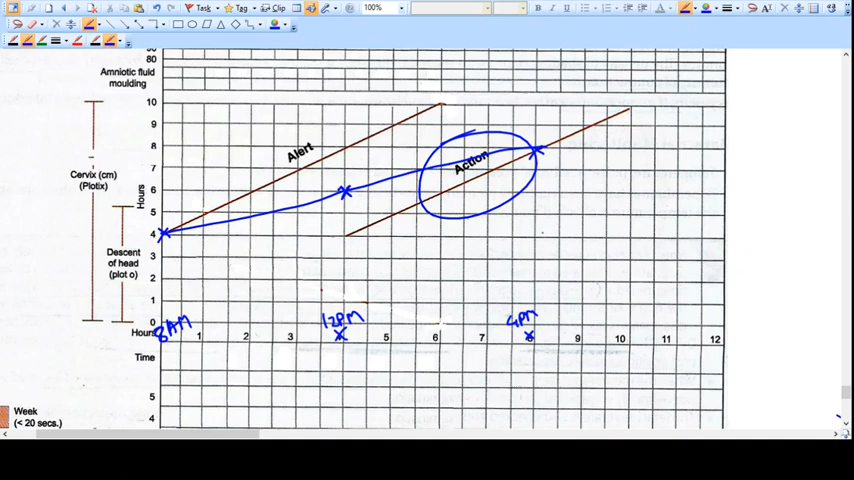 Task
Tag
Clip
100%
B I U
80
Amniotic fluid
moulding
10
9
8
7
6
5
4
3
2
1
0
Cervix (cm)
(Plotix)
Hours
Descent
of head
(plot o)
Alert
Action
8AM
12PM
4PM
Hours 1 2 3 5 6 7 8 9 10 11 12
Time
5
4
Week
(< 20 secs.)